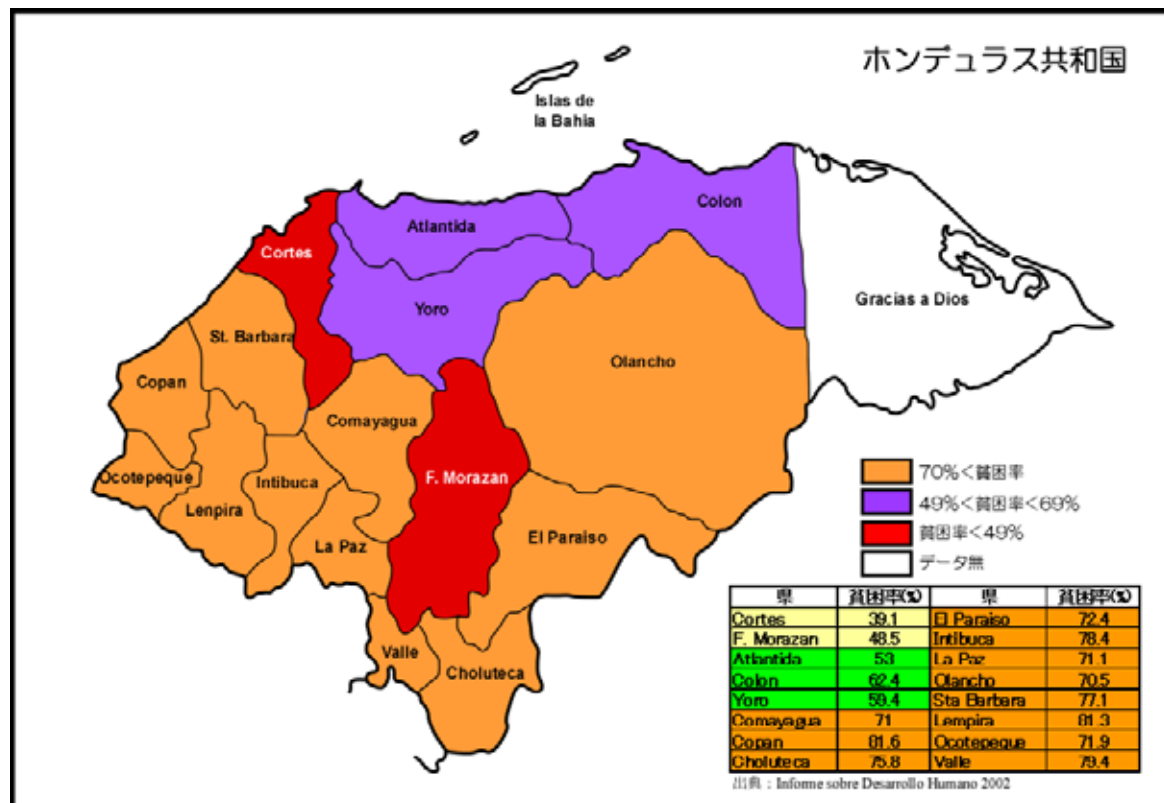 ホンデュラス共和国
Islas de
la Bahia
Atlantida
Colon
Cortes
Yoro
Gracias a Dios
St. Barbara
Olancho
Copan
Comayagua
Ocotepeque
Intibuca
F. Morazan
Lenpira
La Paz
El Paraiso
Valle
Choluteca
70%<貧困率
49%<貧困率<69%
貧困率<49%
データ無
県 貧困率(%) 県 貧困率(%)
Cortes 39.1 El Paraiso 72.4
F. Morazan 48.5 Intibuca 78.4
Atlantida 53 La Paz 71.1
Colon 62.4 Olancho 70.5
Yoro 59.4 Sta Barbara 77.1
Comayagua 71 Lempira 81.3
Copan 81.6 Ocotepeque 71.9
Choluteca 75.8 Valle 79.4
出典：Informe sobre Desarrollo Humano 2002